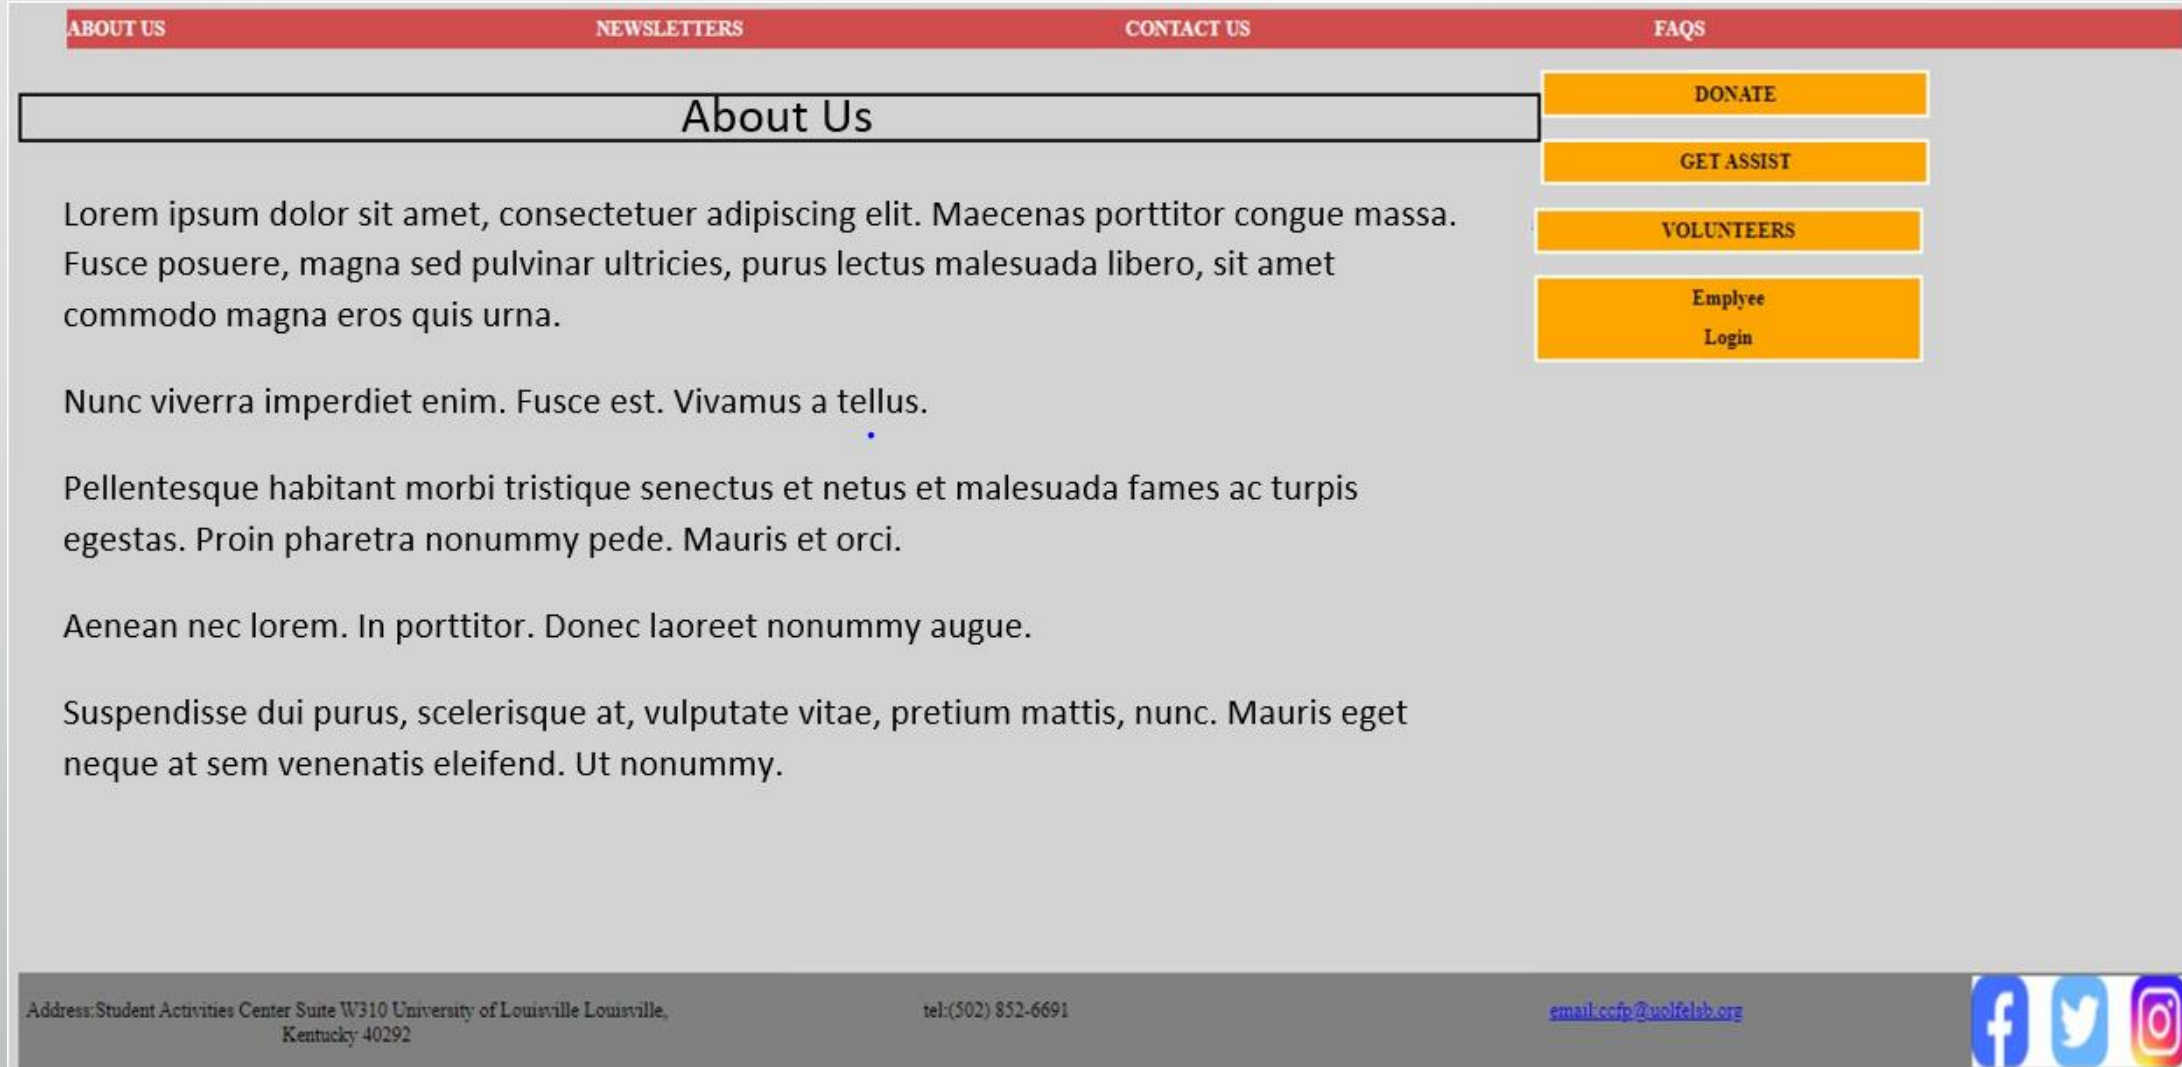 ABOUT US NEWSLETTERS CONTACT US FAQS
About Us
DONATE
GET ASSIST
VOLUNTEERS
Emplyee
Login
Lorem ipsum dolor sit amet, consectetuer adipiscing elit. Maecenas porttitor congue massa.
Fusce posuere, magna sed pulvinar ultricies, purus lectus malesuada libero, sit amet
commodo magna eros quis urna.
Nunc viverra imperdiet enim. Fusce est. Vivamus a tellus.
Pellentesque habitant morbi tristique senectus et netus et malesuada fames ac turpis
egestas. Proin pharetra nonummy pede. Mauris et orci.
Aenean nec lorem. In porttitor. Donec laoreet nonummy augue.
Suspendisse dui purus, scelerisque at, vulputate vitae, pretium mattis, nunc. Mauris eget
neque at sem venenatis eleifend. Ut nonummy.
Address:Student Activities Center Suite W310 University of Louisville Louisville,
Kentucky 40292
tel:(502) 852-6691